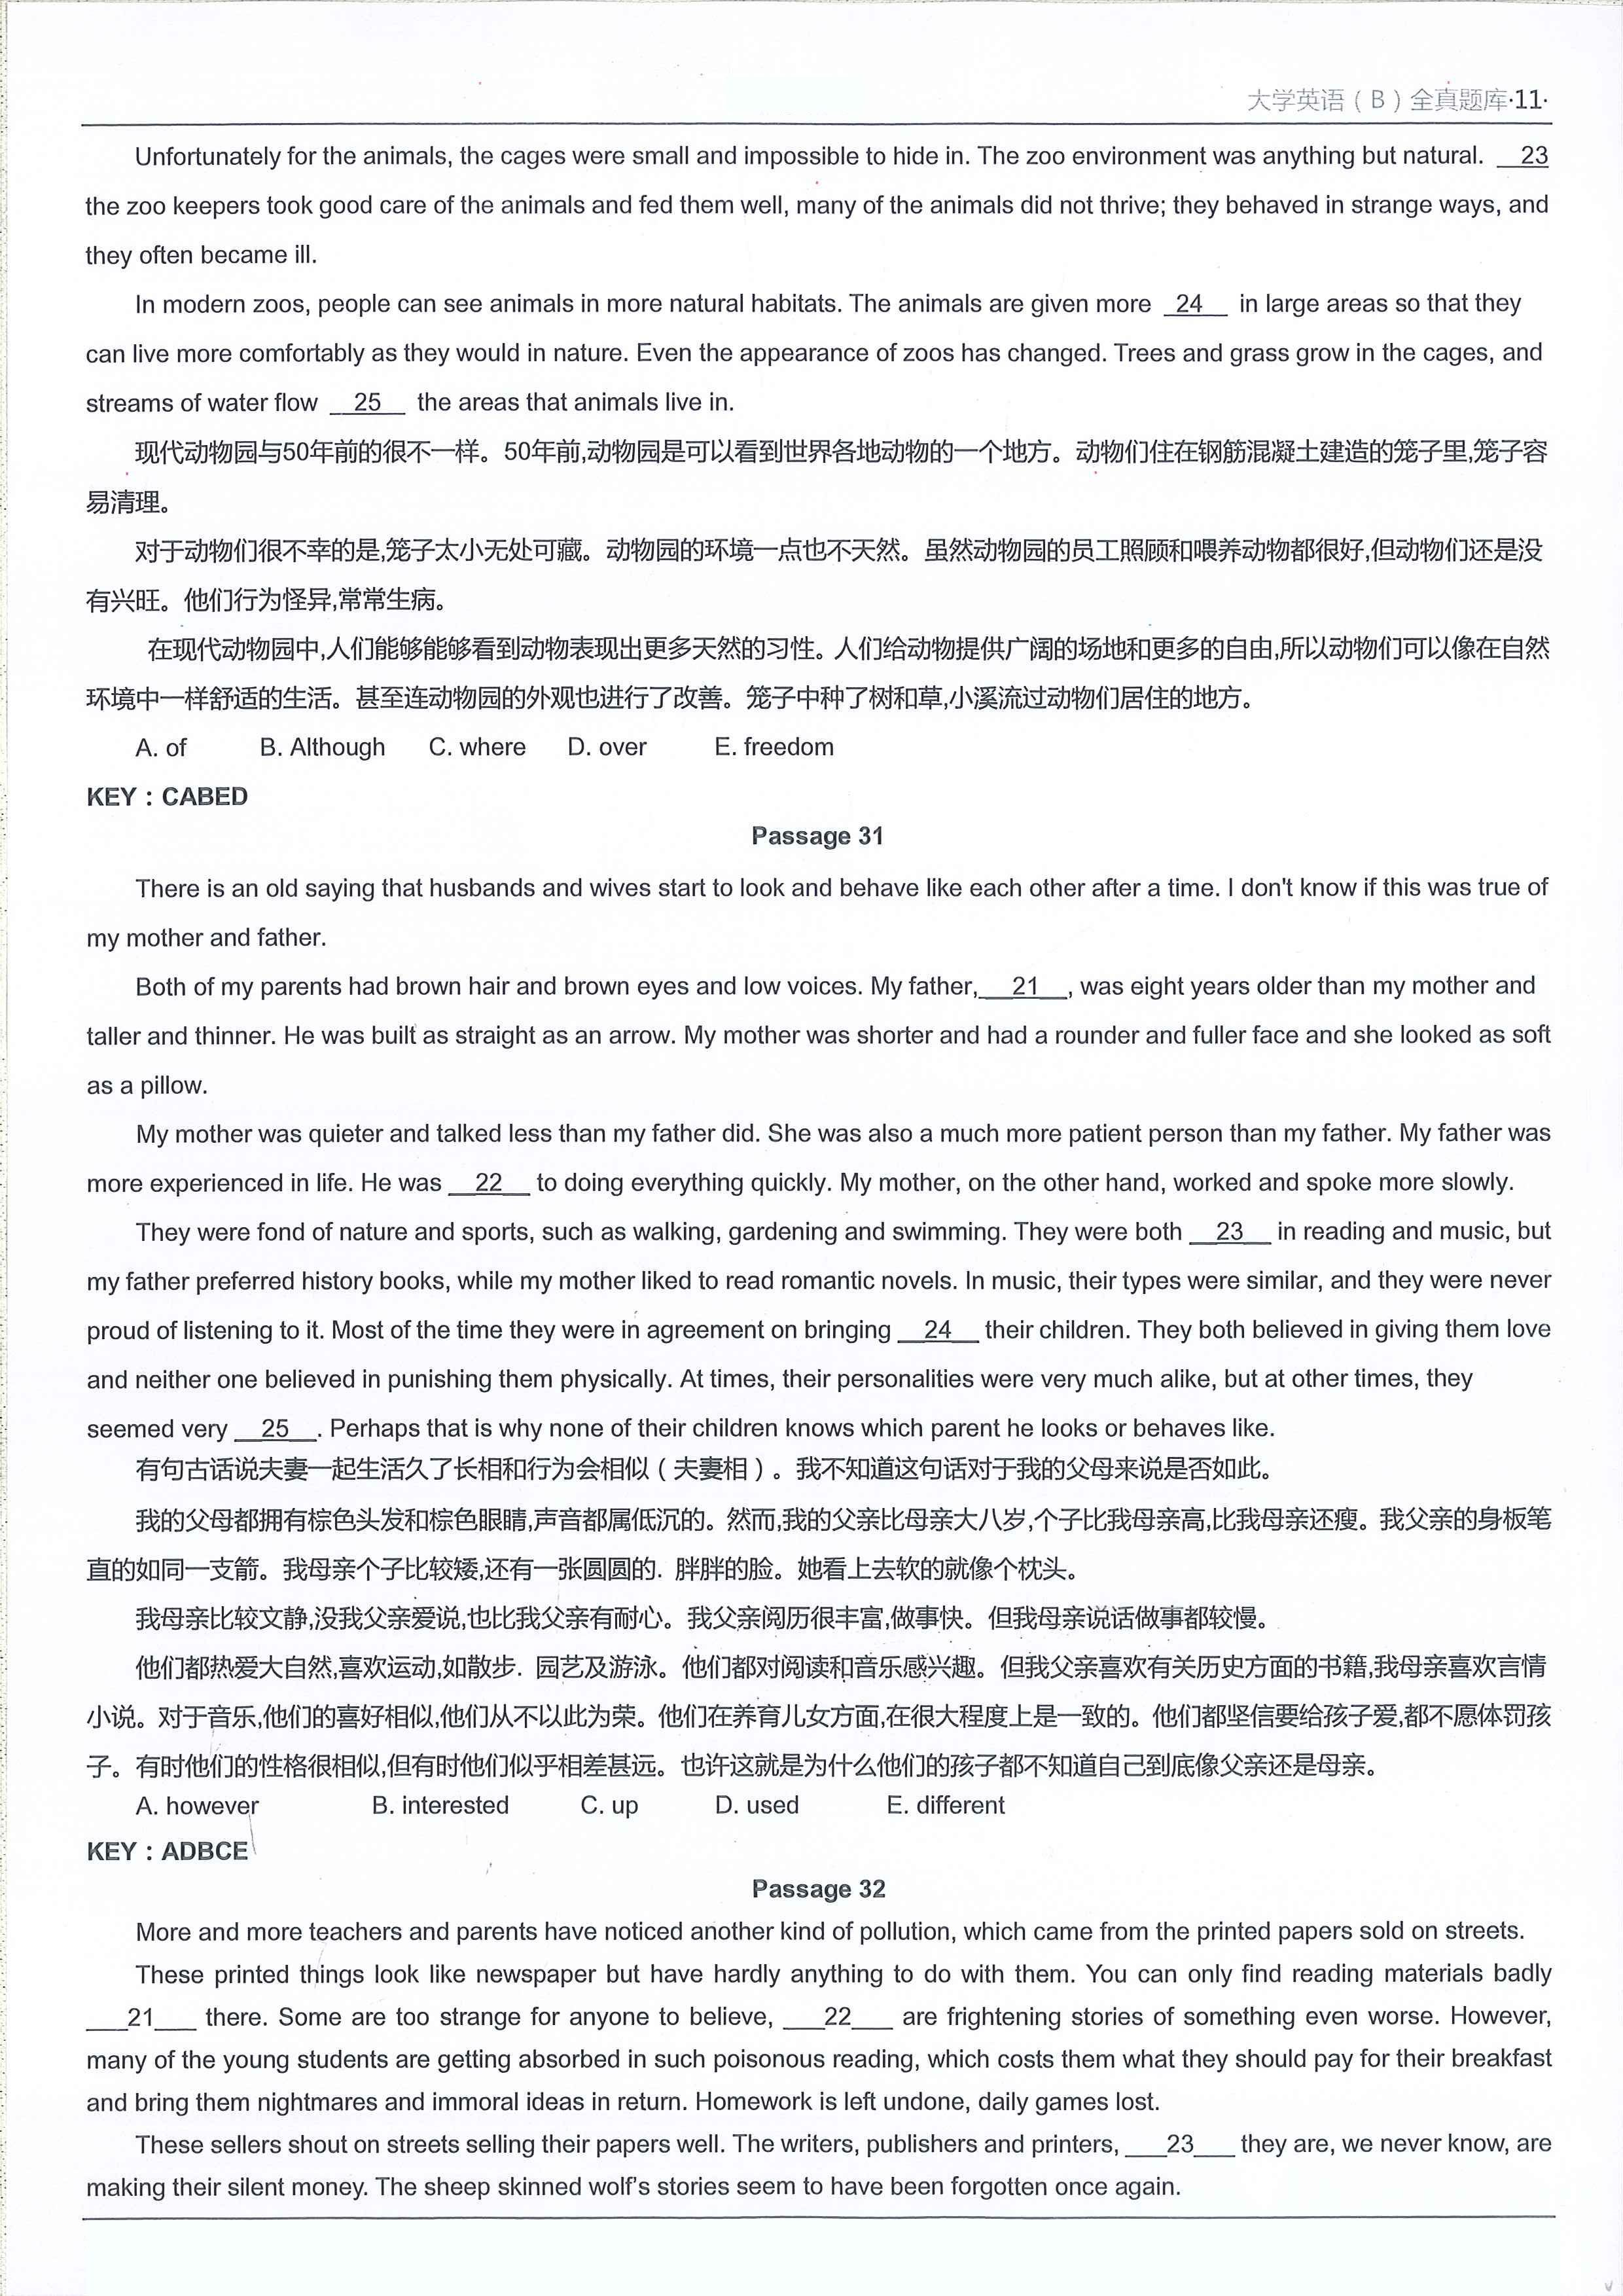 大学英语（B）全真题库·11·
Unfortunately for the animals, the cages were small and impossible to hide in. The zoo environment was anything but natural. __23
the zoo keepers took good care of the animals and fed them well, many of the animals did not thrive; they behaved in strange ways, and
they often became ill.
In modern zoos, people can see animals in more natural habitats. The animals are given more _24__ in large areas so that they
can live more comfortably as they would in nature. Even the appearance of zoos has changed. Trees and grass grow in the cages, and
streams of water flow __25__ the areas that animals live in.
现代动物园与50年前的很不一样。50年前,动物园是可以看到世界各地动物的一个地方。动物们住在钢筋混凝土建造的笼子里,笼子容
易清理。
对于动物们很不幸的是,笼子太小无处可藏。动物园的环境一点也不天然。虽然动物园的员工照顾和喂养动物都很好,但动物们还是没
有兴旺。他们行为怪异,常常生病。
在现代动物园中,人们能够能够看到动物表现出更多天然的习性。人们给动物提供广阔的场地和更多的自由,所以动物们可以像在自然
环境中一样舒适的生活。甚至连动物园的外观也进行了改善。笼子中种了树和草,小溪流过动物们居住的地方。
A. of B. Although C. where D. over E. freedom
KEY：CABED
Passage 31
There is an old saying that husbands and wives start to look and behave like each other after a time. I don't know if this was true of
my mother and father.
Both of my parents had brown hair and brown eyes and low voices. My father,__21__, was eight years older than my mother and
taller and thinner. He was built as straight as an arrow. My mother was shorter and had a rounder and fuller face and she looked as soft
as a pillow.
My mother was quieter and talked less than my father did. She was also a much more patient person than my father. My father was
more experienced in life. He was __22__ to doing everything quickly. My mother, on the other hand, worked and spoke more slowly.
They were fond of nature and sports, such as walking, gardening and swimming. They were both __23__ in reading and music, but
my father preferred history books, while my mother liked to read romantic novels. In music, their types were similar, and they were never
proud of listening to it. Most of the time they were in agreement on bringing __24__ their children. They both believed in giving them love
and neither one believed in punishing them physically. At times, their personalities were very much alike, but at other times, they
seemed very __25__. Perhaps that is why none of their children knows which parent he looks or behaves like.
有句古话说夫妻一起生活久了长相和行为会相似（夫妻相）。我不知道这句话对于我的父母来说是否如此。
我的父母都拥有棕色头发和棕色眼睛,声音都属低沉的。然而,我的父亲比母亲大八岁,个子比我母亲高,比我母亲还瘦。我父亲的身板笔
直的如同一支箭。我母亲个子比较矮,还有一张圆圆的. 胖胖的脸。她看上去软的就像个枕头。
我母亲比较文静,没我父亲爱说,也比我父亲有耐心。我父亲阅历很丰富,做事快。但我母亲说话做事都较慢。
他们都热爱大自然,喜欢运动,如散步. 园艺及游泳。他们都对阅读和音乐感兴趣。但我父亲喜欢有关历史方面的书籍,我母亲喜欢言情
小说。对于音乐,他们的喜好相似,他们从不以此为荣。他们在养育儿女方面,在很大程度上是一致的。他们都坚信要给孩子爱,都不愿体罚孩
子。有时他们的性格很相似,但有时他们似乎相差甚远。也许这就是为什么他们的孩子都不知道自己到底像父亲还是母亲。
A. however B. interested C. up D. used E. different
KEY：ADBCE
Passage 32
More and more teachers and parents have noticed another kind of pollution, which came from the printed papers sold on streets.
These printed things look like newspaper but have hardly anything to do with them. You can only find reading materials badly
___21___ there. Some are too strange for anyone to believe, ___22___ are frightening stories of something even worse. However,
many of the young students are getting absorbed in such poisonous reading, which costs them what they should pay for their breakfast
and bring them nightmares and immoral ideas in return. Homework is left undone, daily games lost.
These sellers shout on streets selling their papers well. The writers, publishers and printers, ___23___ they are, we never know, are
making their silent money. The sheep skinned wolf's stories seem to have been forgotten once again.